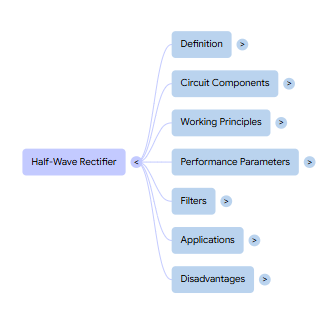 Definition >
Circuit Components >
Working Principles >
Half-Wave Rectifier <
Performance Parameters >
Filters >
Applications >
Disadvantages >